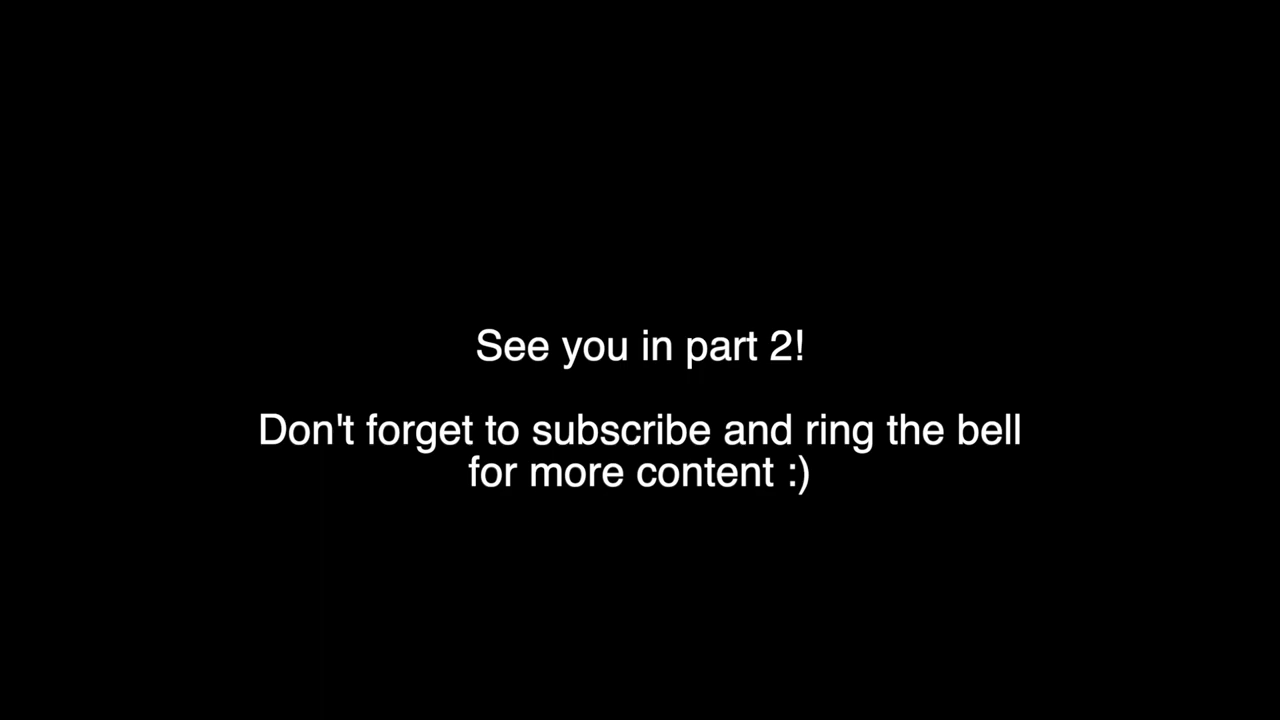 See you in part 2!
Don't forget to subscribe and ring the bell
for more content :)